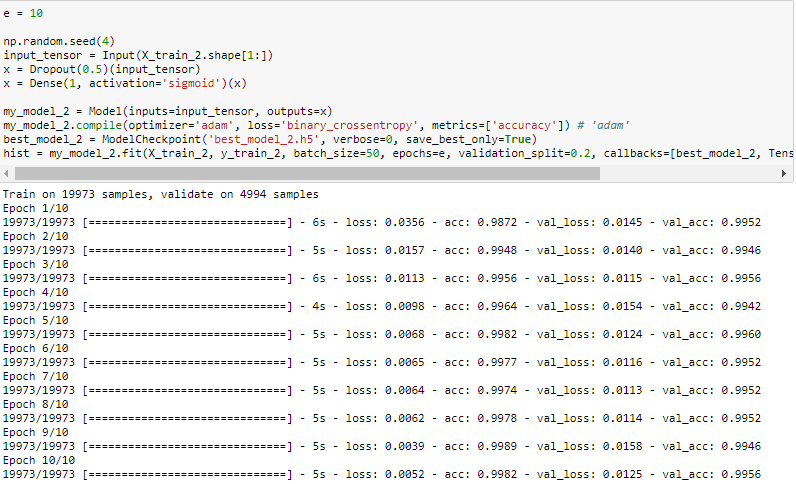 e = 10
np.random.seed(4)
input_tensor = Input(X_train_2.shape[1:])
x = Dropout(0.5)(input_tensor)
x = Dense(1, activation='sigmoid')(x)
my_model_2 = Model(inputs=input_tensor, outputs=x)
my_model_2.compile(optimizer='adam', loss='binary_crossentropy', metrics=['accuracy']) # 'adam'
best_model_2 = ModelCheckpoint('best_model_2.h5', verbose=0, save_best_only=True)
hist = my_model_2.fit(X_train_2, y_train_2, batch_size=50, epochs=e, validation_split=0.2, callbacks=[best_model_2, Tens
Train on 19973 samples, validate on 4994 samples
Epoch 1/10
19973/19973 [==============================] - 6s - loss: 0.0356 - acc: 0.9872 - val_loss: 0.0145 - val_acc: 0.9952
Epoch 2/10
19973/19973 [==============================] - 5s - loss: 0.0157 - acc: 0.9948 - val_loss: 0.0140 - val_acc: 0.9946
Epoch 3/10
19973/19973 [==============================] - 6s - loss: 0.0113 - acc: 0.9956 - val_loss: 0.0115 - val_acc: 0.9956
Epoch 4/10
19973/19973 [==============================] - 4s - loss: 0.0098 - acc: 0.9964 - val_loss: 0.0154 - val_acc: 0.9942
Epoch 5/10
19973/19973 [==============================] - 5s - loss: 0.0068 - acc: 0.9982 - val_loss: 0.0124 - val_acc: 0.9960
Epoch 6/10
19973/19973 [==============================] - 5s - loss: 0.0065 - acc: 0.9977 - val_loss: 0.0116 - val_acc: 0.9952
Epoch 7/10
19973/19973 [==============================] - 5s - loss: 0.0064 - acc: 0.9974 - val_loss: 0.0113 - val_acc: 0.9952
Epoch 8/10
19973/19973 [==============================] - 5s - loss: 0.0062 - acc: 0.9978 - val_loss: 0.0114 - val_acc: 0.9952
Epoch 9/10
19973/19973 [==============================] - 5s - loss: 0.0039 - acc: 0.9989 - val_loss: 0.0158 - val_acc: 0.9946
Epoch 10/10
19973/19973 [==============================] - 5s - loss: 0.0052 - acc: 0.9982 - val_loss: 0.0125 - val_acc: 0.9956